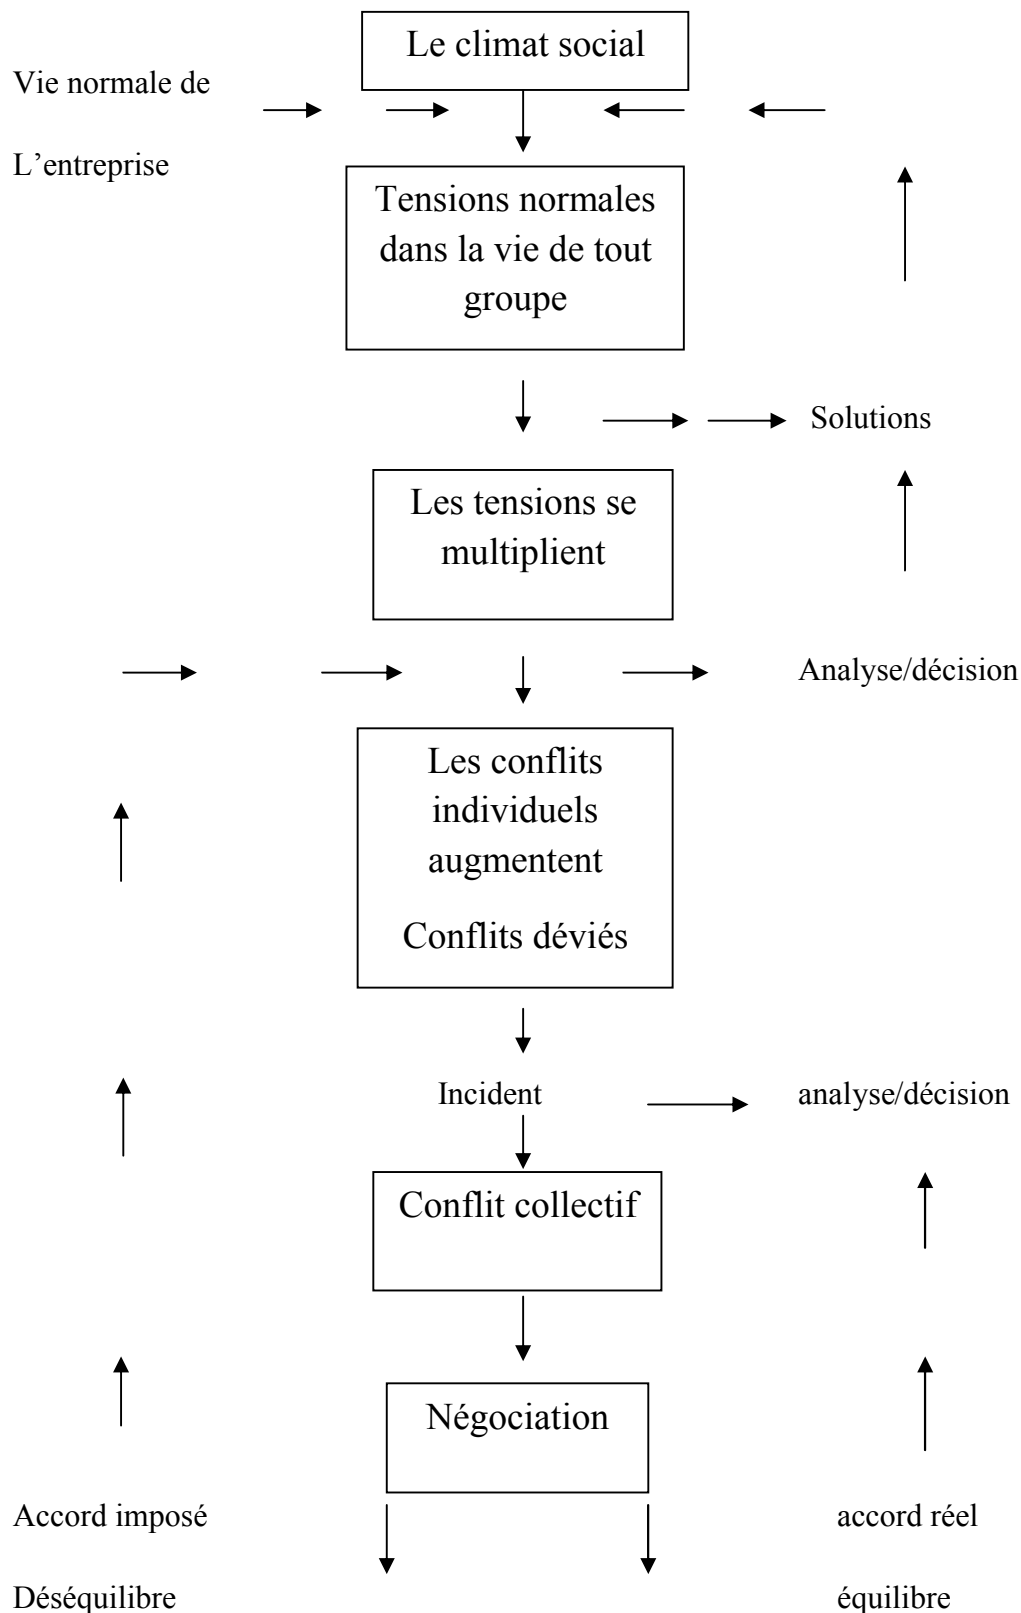 Le climat social
Vie normale de
L’entreprise
Tensions normales
dans la vie de tout
groupe
Solutions
Les tensions se
multiplient
Analyse/décision
Les conflits
individuels
augmentent
Conflits déviés
Incident
analyse/décision
Conflit collectif
Négociation
Accord imposé
accord réel
Déséquilibre
équilibre